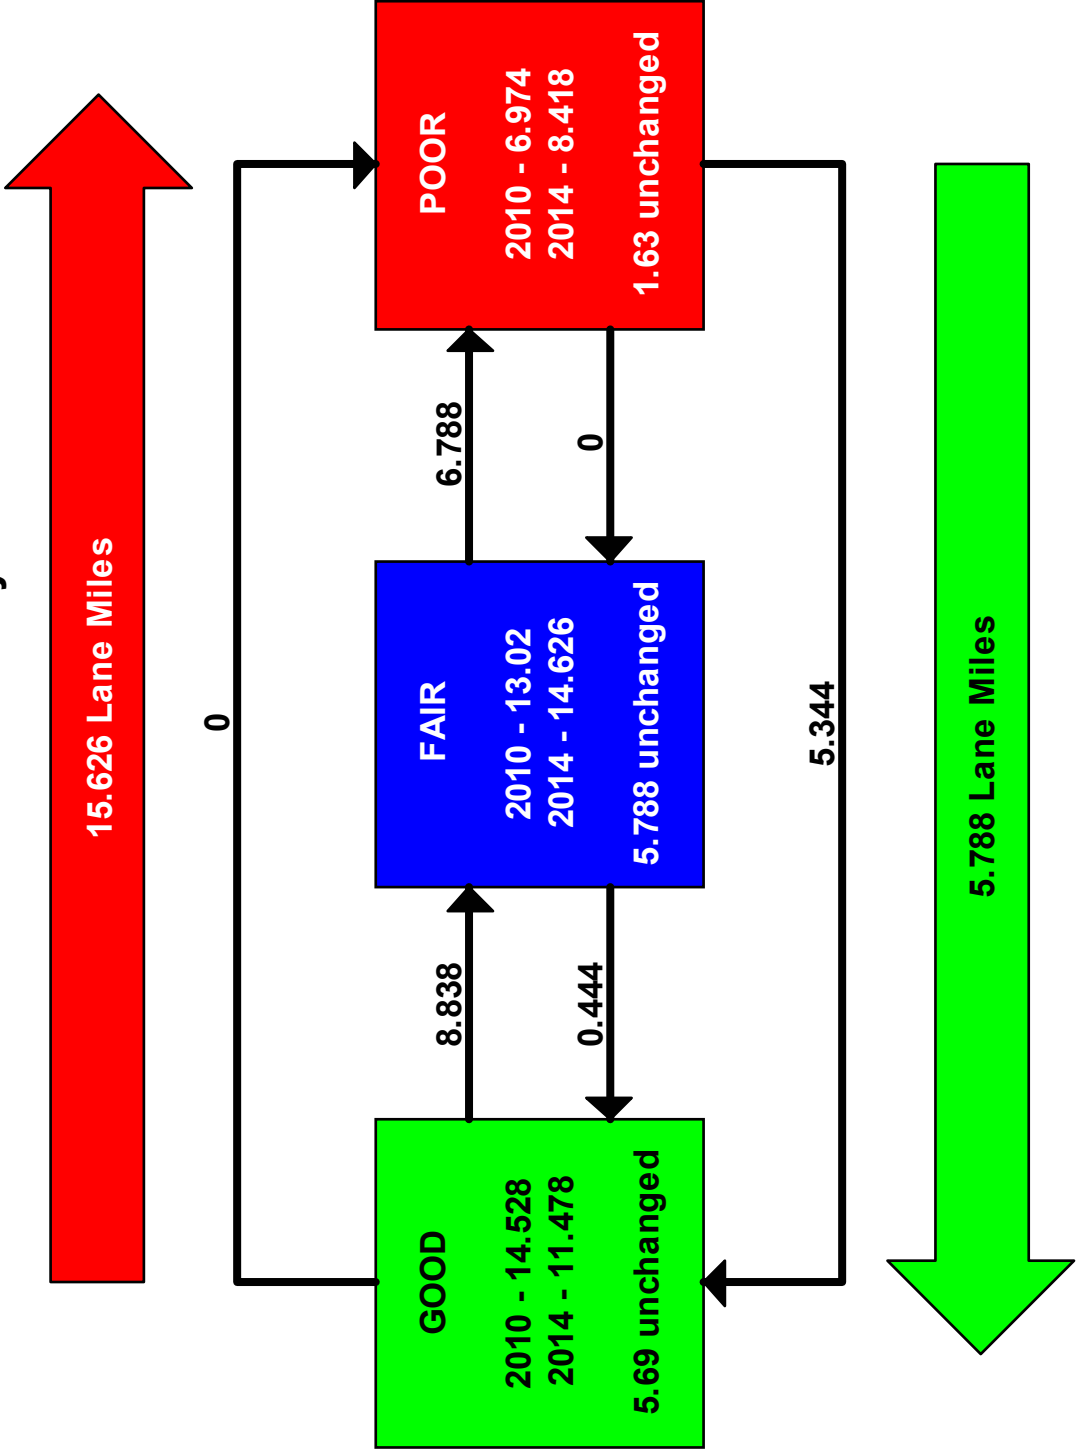 15.626 Lane Miles
0
GOOD
2010 - 14.528
2014 - 11.478
5.69 unchanged
8.838
0.444
FAIR
2010 - 13.02
2014 - 14.626
5.788 unchanged
6.788
0
POOR
2010 - 6.974
2014 - 8.418
1.63 unchanged
5.344
5.788 Lane Miles